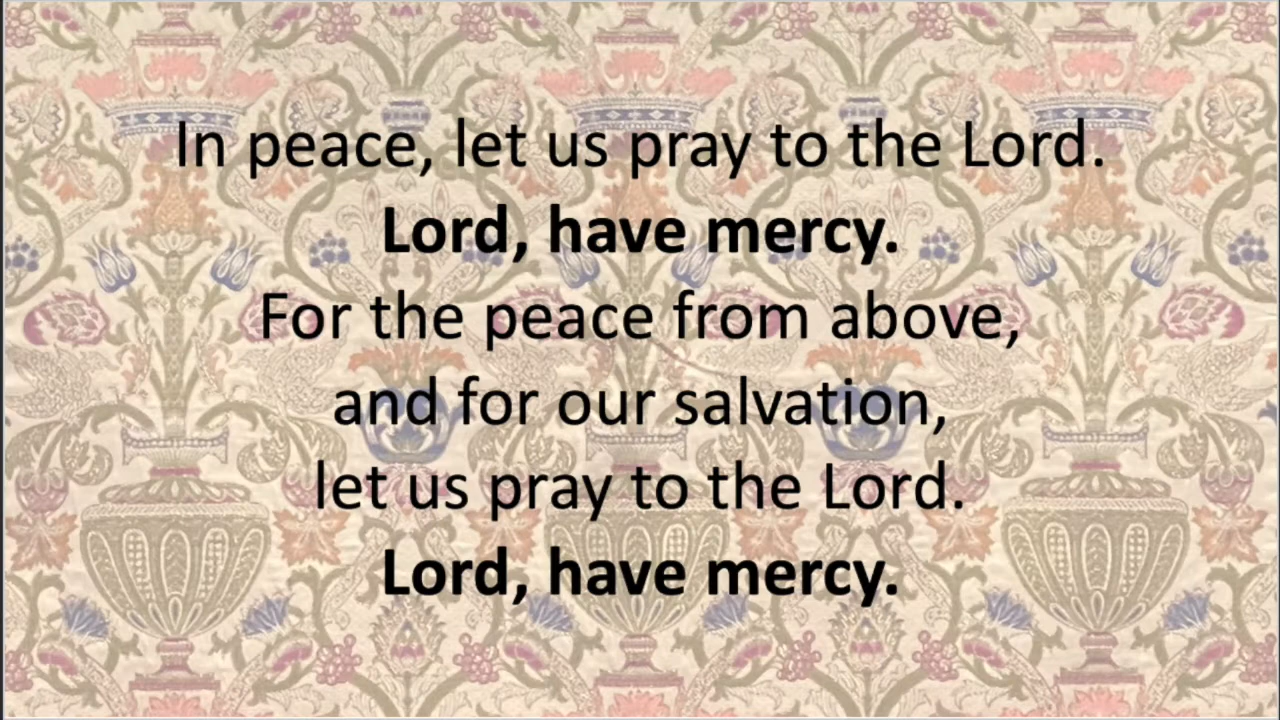 In peace, let us pray to the Lord.
Lord, have mercy.
For the peace from above,
and for our salvation,
let us pray to the Lord.
Lord, have mercy.